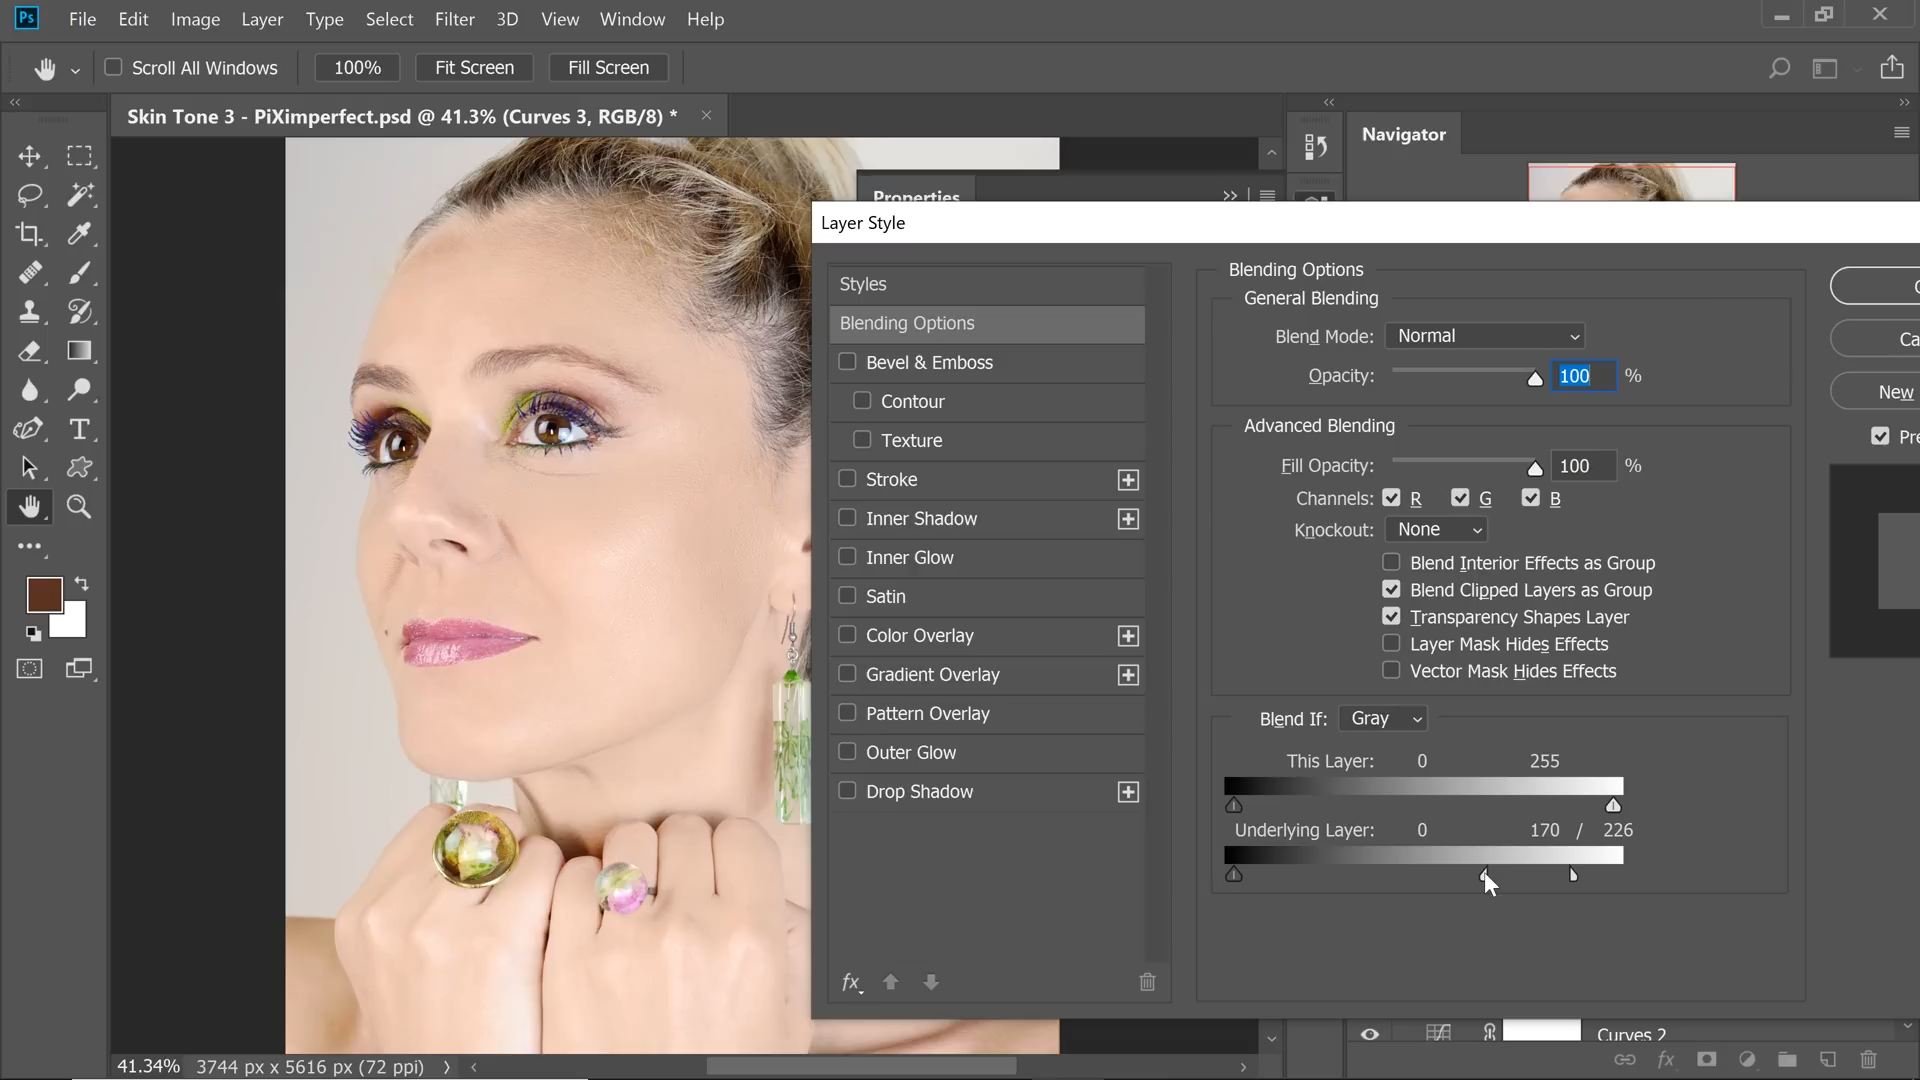 Ps File Edit Image Layer Type Select Filter 3D View Window Help
Scroll All Windows 100% Fit Screen Fill Screen
Skin Tone 3 - PiXimperfect.psd @ 41.3% (Curves 3, RGB/8) *
Navigator
Properties
Layer Style
Styles
Blending Options
Bevel & Emboss
Contour
Texture
Stroke
Inner Shadow
Inner Glow
Satin
Color Overlay
Gradient Overlay
Pattern Overlay
Outer Glow
Drop Shadow
fx
Blending Options
General Blending
Blend Mode: Normal
Opacity: 100 %
Advanced Blending
Fill Opacity: 100 %
Channels: R G B
Knockout: None
Blend Interior Effects as Group
Blend Clipped Layers as Group
Transparency Shapes Layer
Layer Mask Hides Effects
Vector Mask Hides Effects
Blend If: Gray
This Layer: 0 255
Underlying Layer: 0 170 / 226
New
Curves 2
fx
41.34% 3744 px x 5616 px (72 ppi)